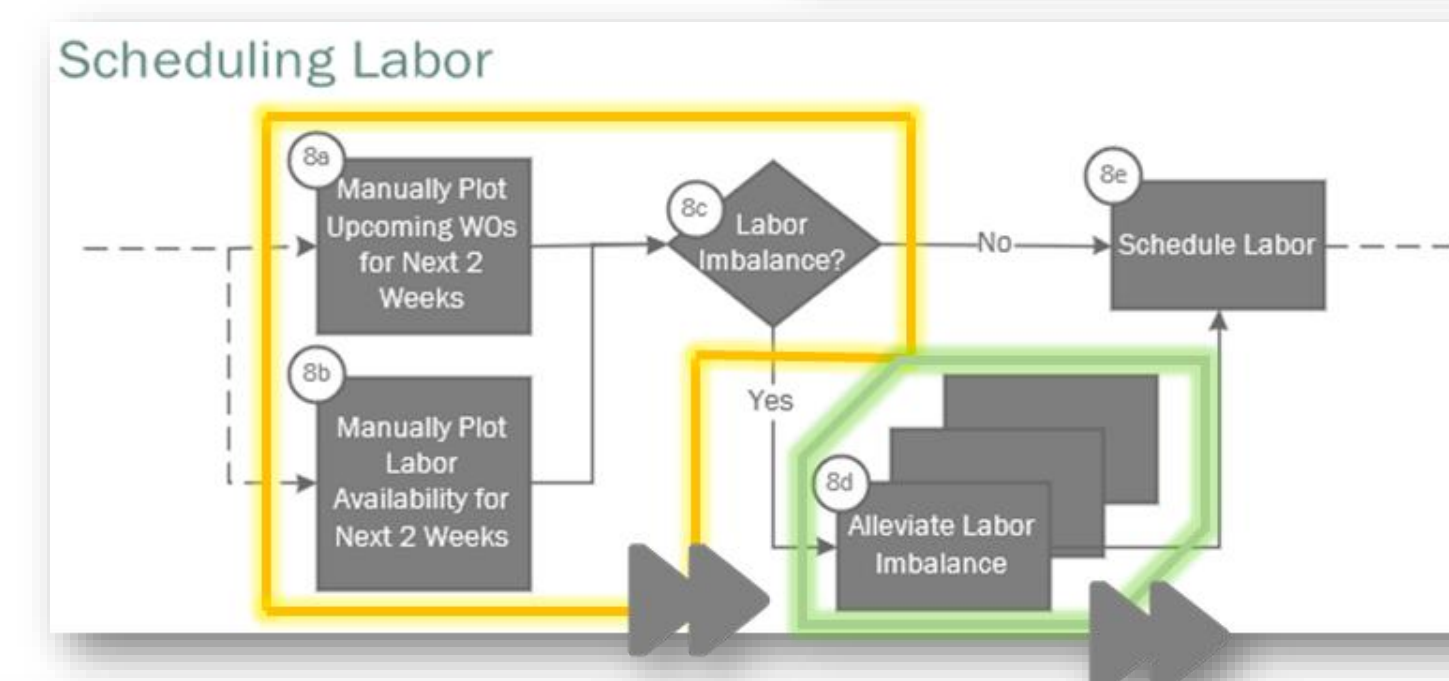 Scheduling Labor
8a
Manually Plot
Upcoming WOs
for Next 2
Weeks
8b
Manually Plot
Labor
Availability for
Next 2 Weeks
8c
Labor
Imbalance?
No
Yes
8d
Alleviate Labor
Imbalance
8e
Schedule Labor